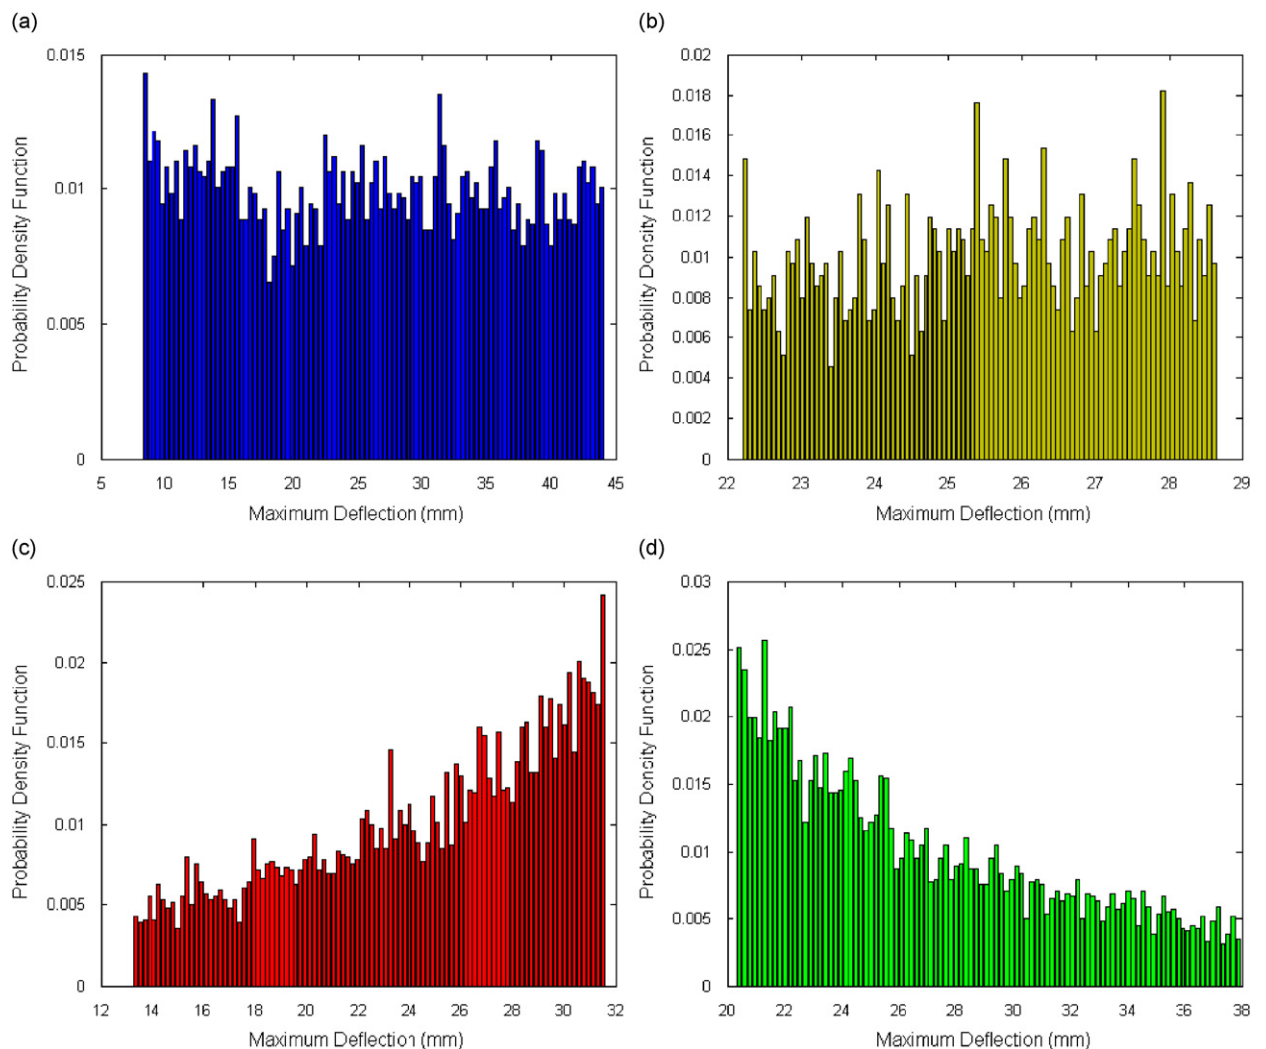 (a)
0.015
0.01
0.005
0
5 10 15 20 25 30 35 40 45
Probability Density Function
Maximum Deflection (mm)
(b)
0.02
0.018
0.016
0.014
0.012
0.01
0.008
0.006
0.004
0.002
0
22 23 24 25 26 27 28 29
Probability Density Function
Maximum Deflection (mm)
(c)
0.025
0.02
0.015
0.01
0.005
0
12 14 16 18 20 22 24 26 28 30 32
Probability Density Function
Maximum Deflection (mm)
(d)
0.03
0.025
0.02
0.015
0.01
0.005
0
20 22 24 26 28 30 32 34 36 38
Probability Density Function
Maximum Deflection (mm)